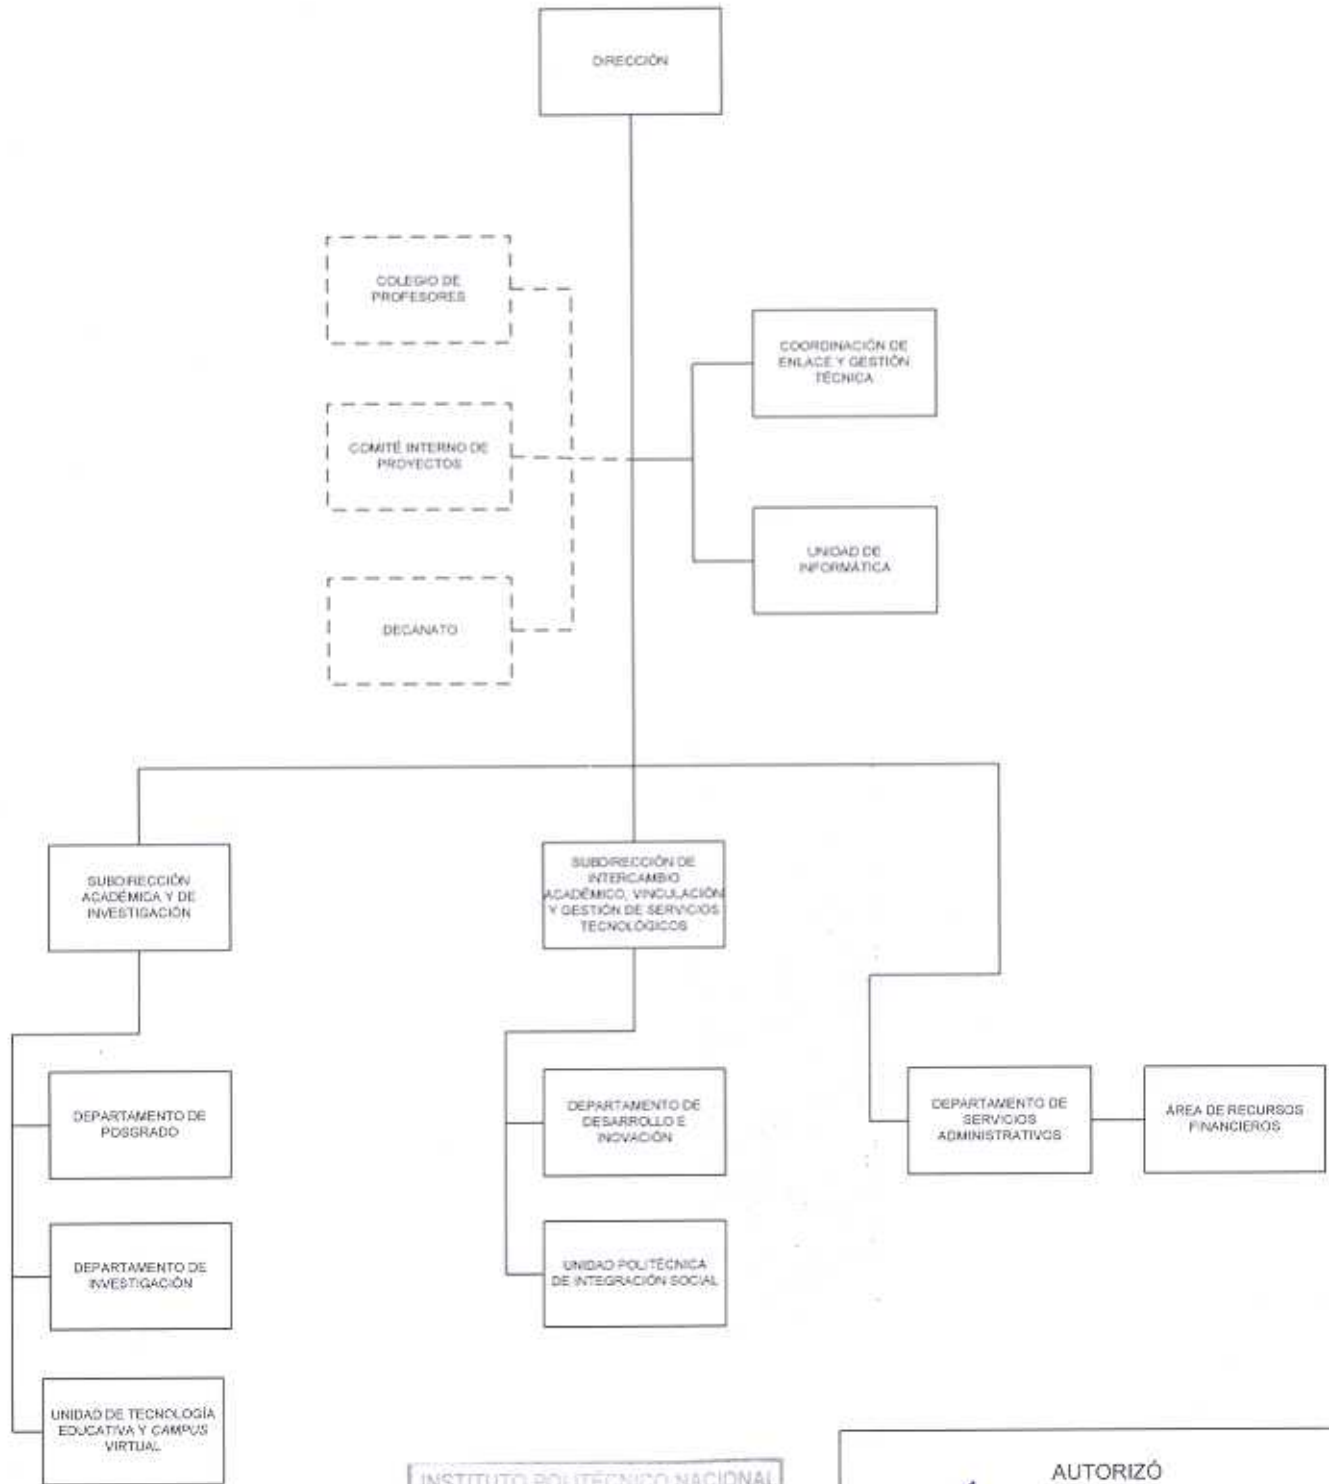 DIRECCIÓN
COLEGIO DE
PROFESORES
COORDINACIÓN DE
ENLACE Y GESTIÓN
TÉCNICA
COMITÉ INTERNO DE
PROYECTOS
UNIDAD DE
INFORMÁTICA
DECANATO
SUBDIRECCIÓN
ACADÉMICA Y DE
INVESTIGACIÓN
SUBDIRECCIÓN DE
INTERCAMBIO
ACADÉMICO, VINCULACIÓN
Y GESTIÓN DE SERVICIOS
TECNOLÓGICOS
DEPARTAMENTO DE
POSGRADO
DEPARTAMENTO DE
DESARROLLO E
INOVACIÓN
DEPARTAMENTO DE
SERVICIOS
ADMINISTRATIVOS
ÁREA DE RECURSOS
FINANCIEROS
DEPARTAMENTO DE
INVESTIGACIÓN
UNIDAD POLITÉCNICA
DE INTEGRACIÓN SOCIAL
UNIDAD DE TECNOLOGÍA
EDUCATIVA Y CAMPUS
VIRTUAL
INSTITUTO POLITÉCNICO NACIONAL
AUTORIZÓ